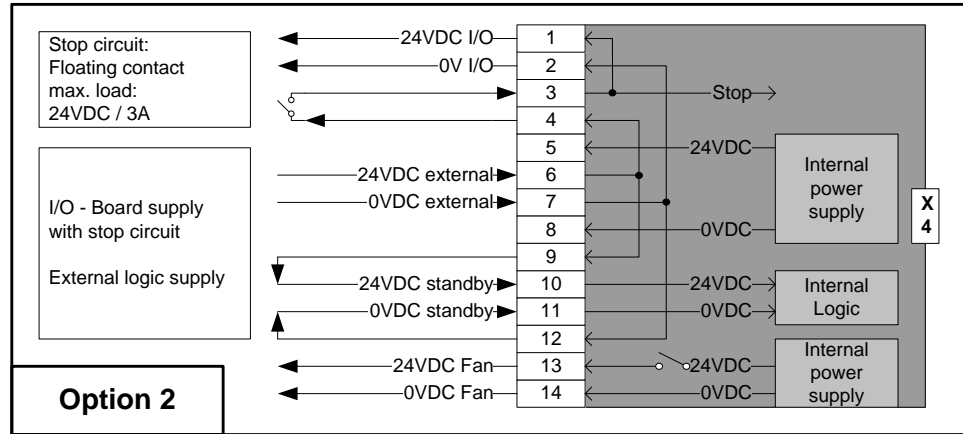 Stop circuit:
Floating contact
max. load:
24VDC / 3A
I/O - Board supply
with stop circuit
External logic supply
Option 2
24VDC I/O
0V I/O
24VDC external
0VDC external
24VDC standby
0VDC standby
24VDC Fan
0VDC Fan
1
2
3
4
5
6
7
8
9
10
11
12
13
14
Stop
24VDC
0VDC
24VDC
0VDC
24VDC
0VDC
Internal
power
supply
Internal
Logic
Internal
power
supply
X
4